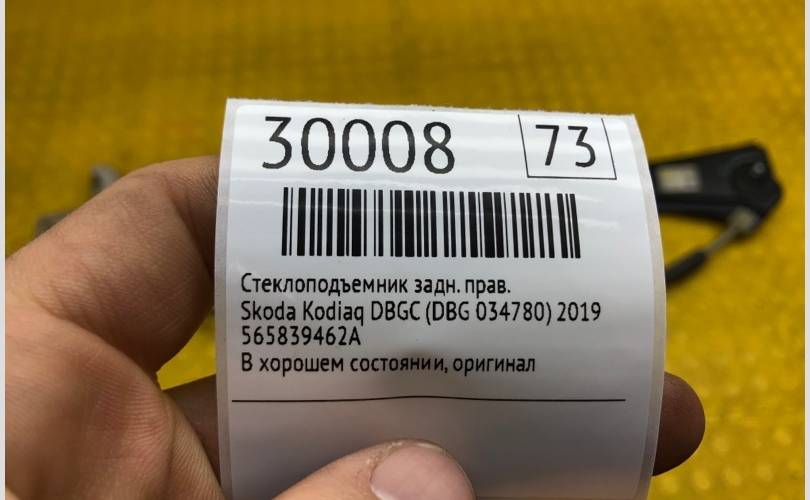 30008
73
Стеклоподъемник задн. прав.
Skoda Kodiaq DBGC (DBG 034780) 2019
565839462A
В хорошем состоянии, оригинал